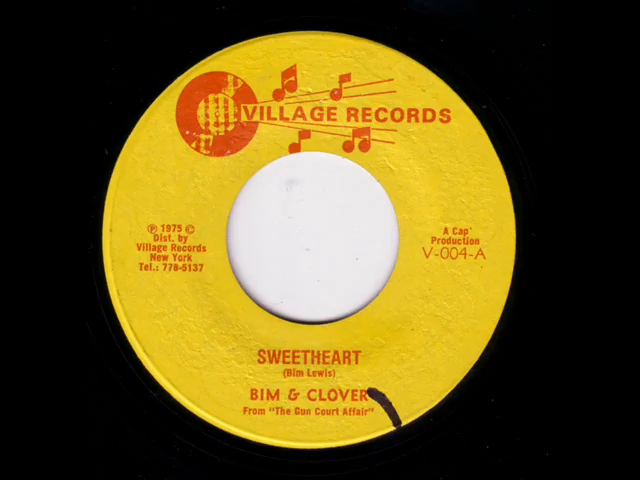 VILLAGE RECORDS
℗ 1975 ©
Dist. by
Village Records
New York
Tel.: 778-5137
A Cap'
Production
V-004-A
SWEETHEART
(Bim Lewis)
BIM & CLOVER
From "The Gun Court Affair"